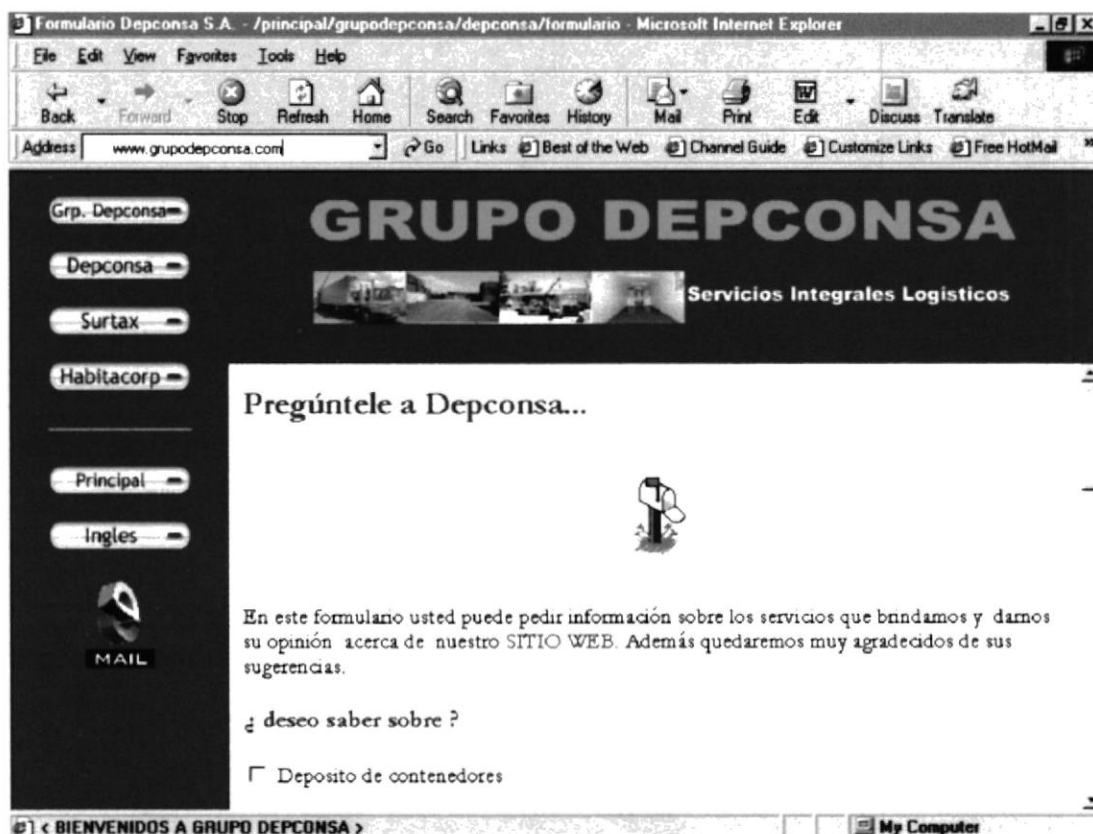 Formulario Depconsa S.A. - /principal/grupodepconsa/depconsa/formulario - Microsoft Internet Explorer
File Edit View Favorites Tools Help
Back Forward Stop Refresh Home Search Favorites History Mail Print Edit Discuss Translate
Address www.grupodepconsa.com Go Links Best of the Web Channel Guide Customize Links Free HotMail »
Grp. Depconsa
Depconsa
Surtax
Habitacorp
Principal
Ingles
MAIL
GRUPO DEPCONSA
Servicios Integrales Logisticos
Pregúntele a Depconsa...
En este formulario usted puede pedir información sobre los servicios que brindamos y darnos
su opinión acerca de nuestro SITIO WEB. Además quedaremos muy agradecidos de sus
sugerencias.
¿ deseo saber sobre ?
Deposito de contenedores
< BIENVENIDOS A GRUPO DEPCONSA >
My Computer